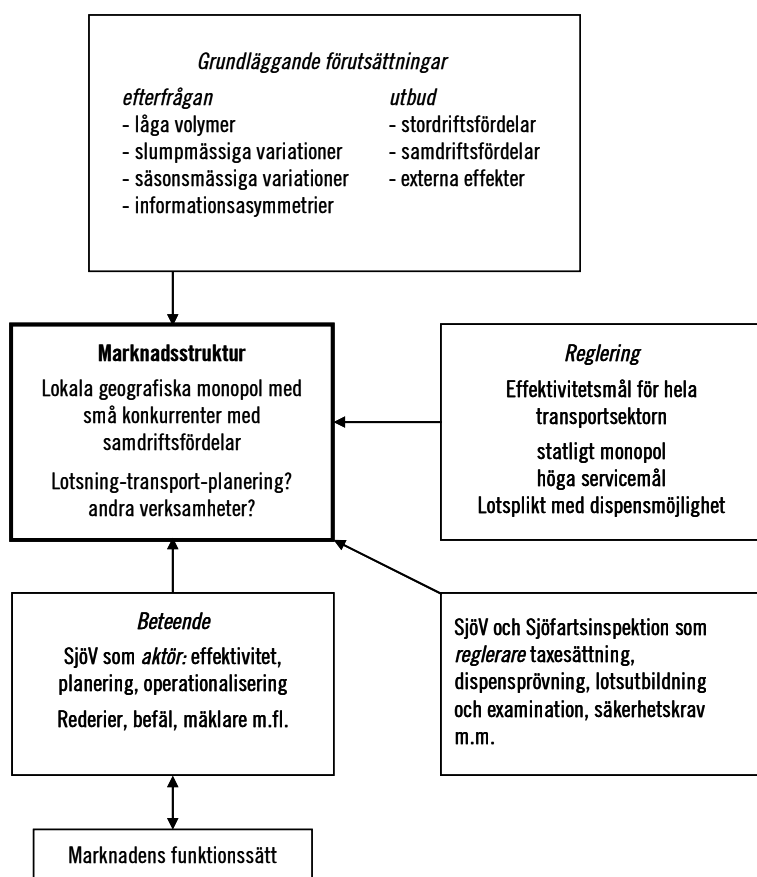 Grundläggande förutsättningar
efterfrågan
- låga volymer
- slumpmässiga variationer
- säsonsmässiga variationer
- informationsasymmetrier
utbud
- stordriftsfördelar
- samdriftsfördelar
- externa effekter
Marknadsstruktur
Lokala geografiska monopol med
små konkurrenter med
samdriftsfördelar
Lotsning-transport-planering?
andra verksamheter?
Reglering
Effektivitetsmål för hela
transportsektorn
statligt monopol
höga servicemål
Lotsplikt med dispensmöjlighet
Beteende
SjöV som aktör: effektivitet,
planering, operationalisering
Rederier, befäl, mäklare m.fl.
SjöV och Sjöfartsinspektion som
reglerare taxesättning,
dispensprövning, lotsutbildning
och examination, säkerhetskrav
m.m.
Marknadens funktionssätt